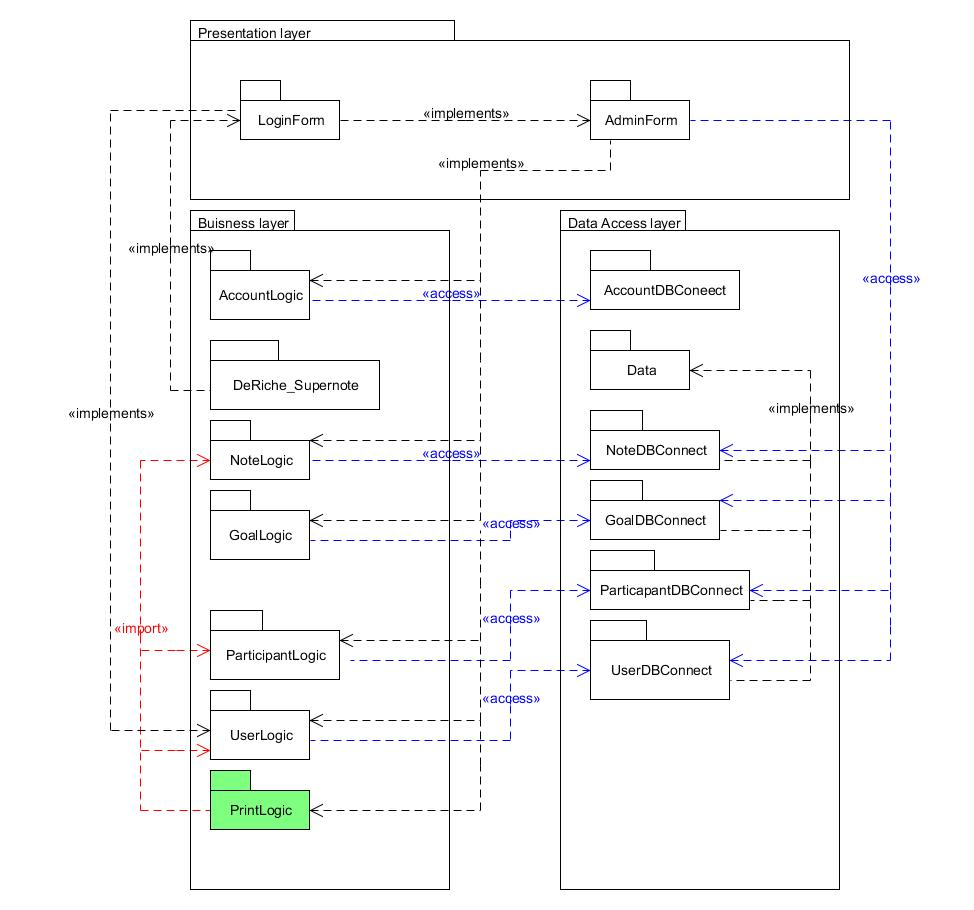 Presentation layer
LoginForm
«implements»
AdminForm
«implements»
Buisness layer
Data Access layer
«implements»
AccountLogic
«access»
AccountDBConeect
«access»
DeRiche_Supernote
Data
«implements»
«implements»
NoteLogic
«access»
NoteDBConnect
GoalLogic
«access»
GoalDBConnect
ParticapantDBConnect
«import»
«access»
ParticipantLogic
UserDBConnect
«access»
UserLogic
PrintLogic